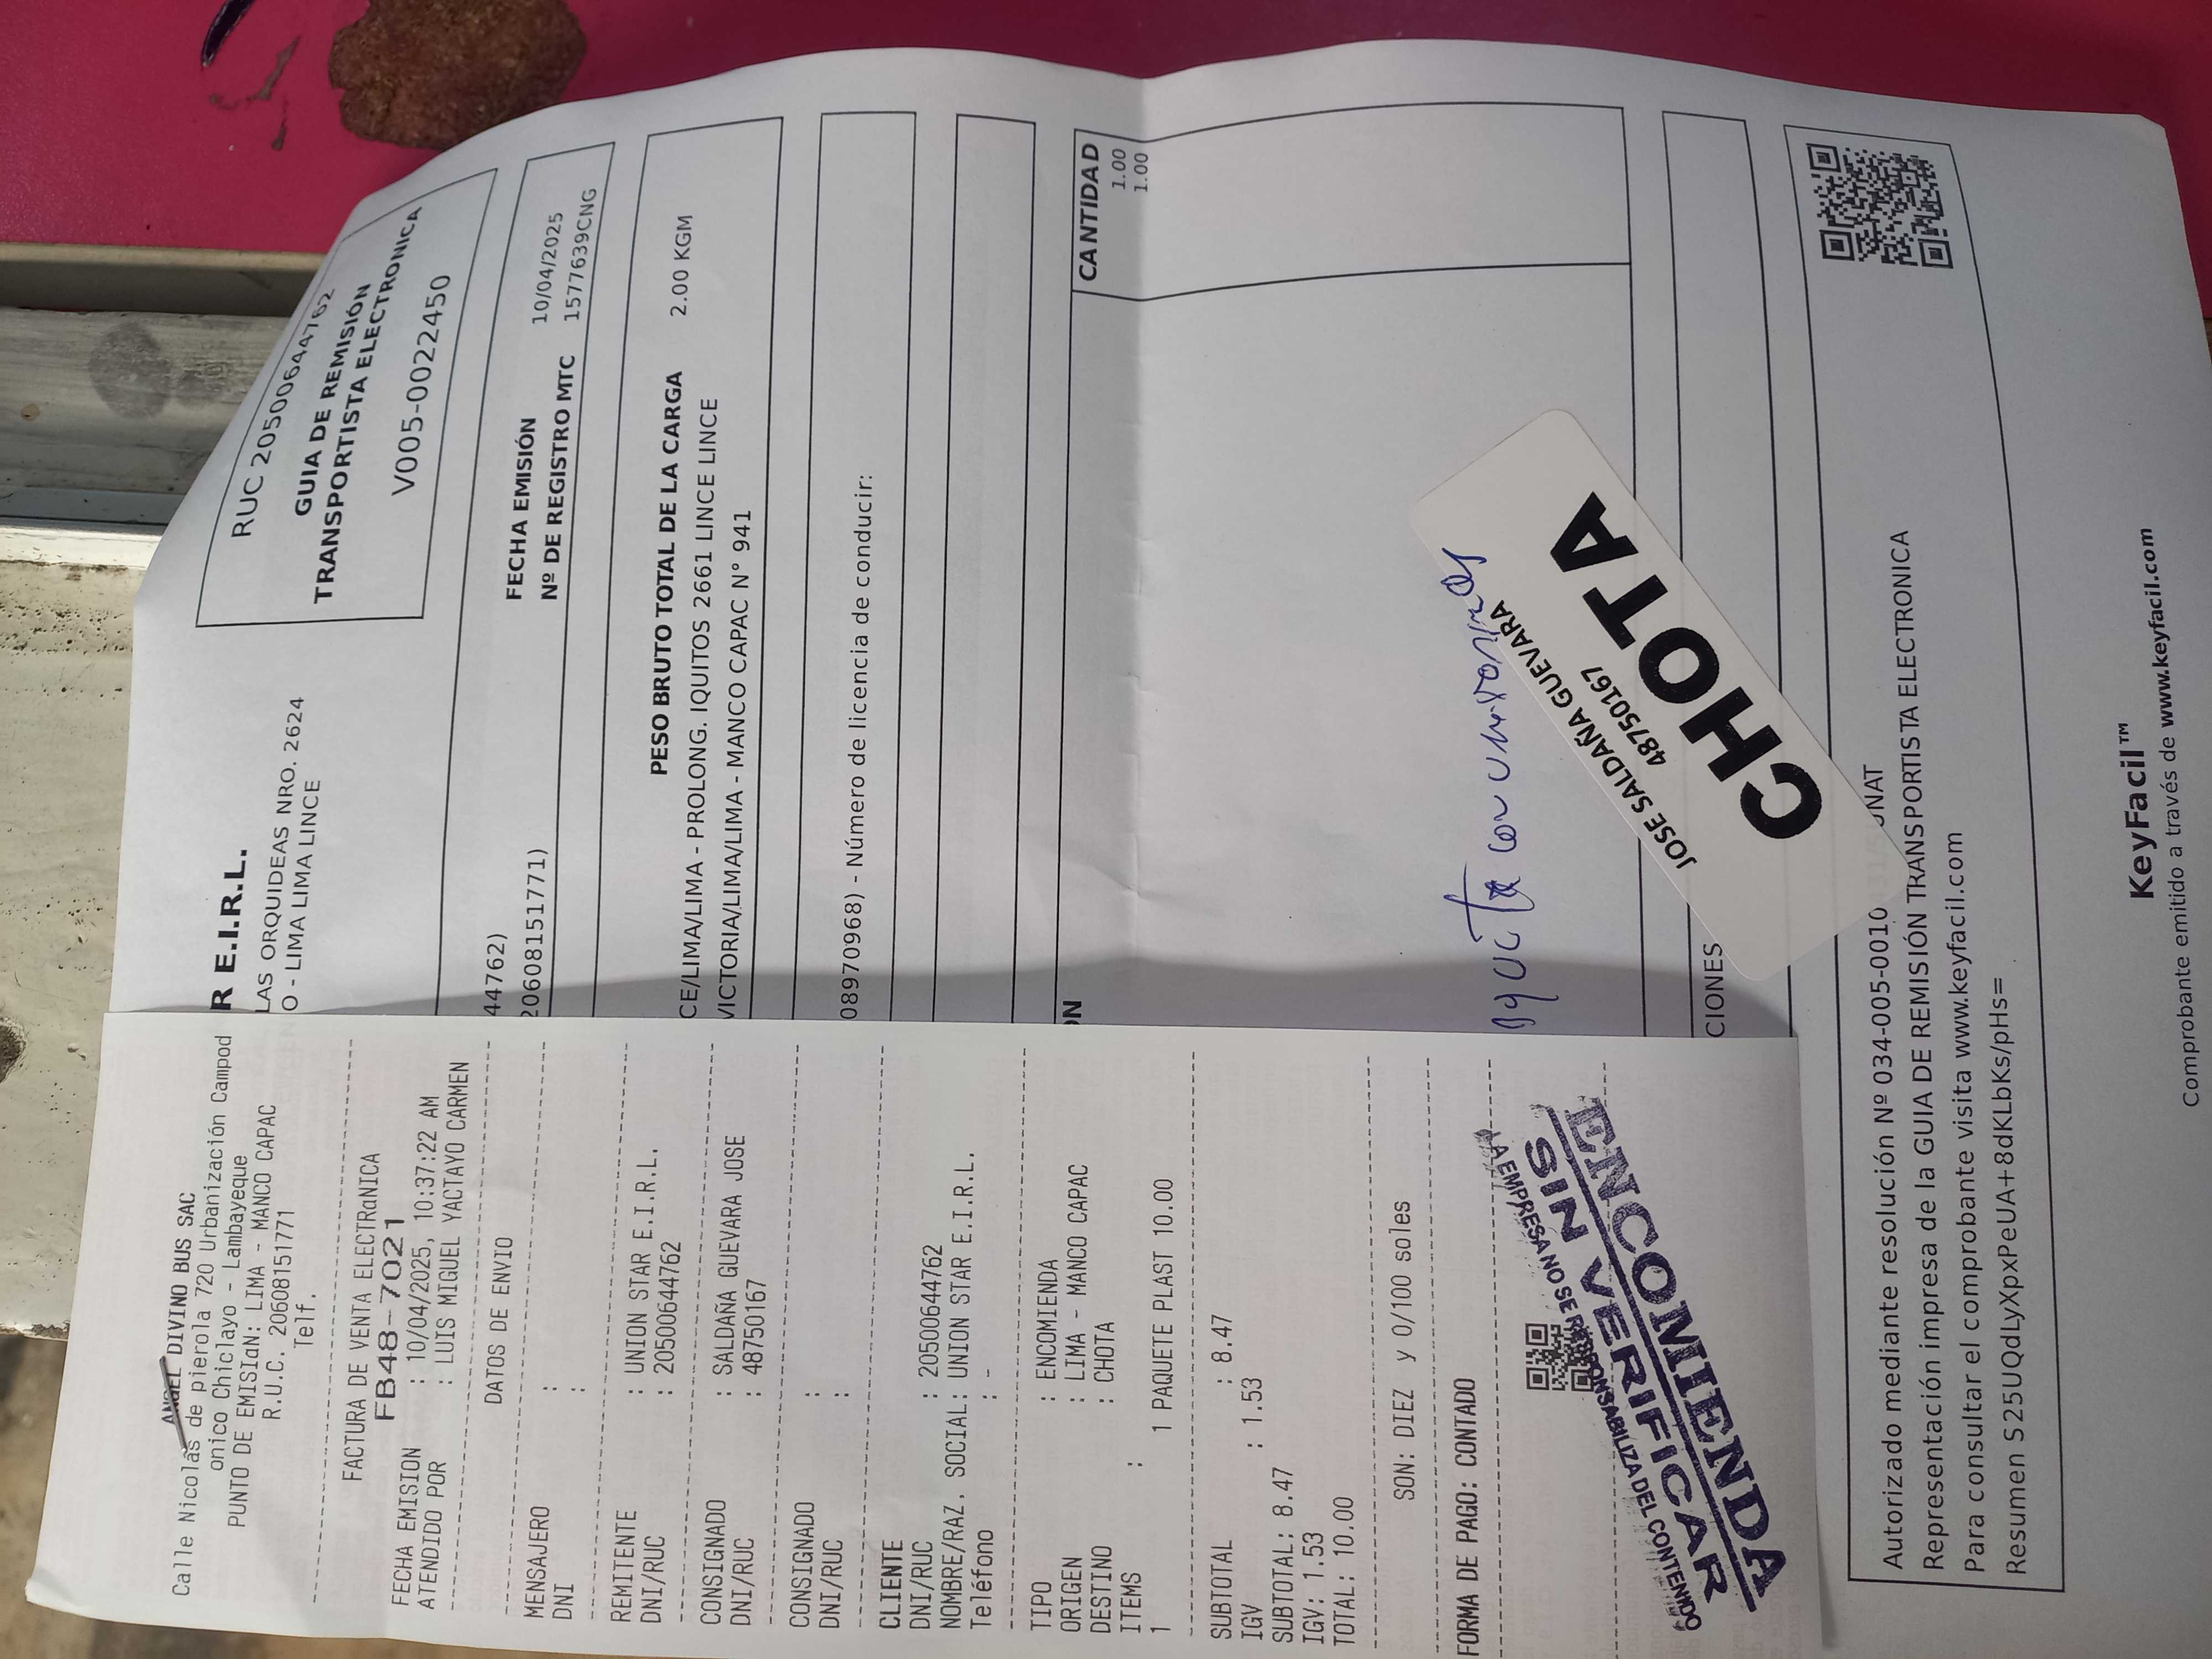 ANGEL DIVINO BUS SAC
Calle Nicolás de pierola 720 Urbanización Campod
onico Chiclayo - Lambayeque
PUNTO DE EMISIaN: LIMA - MANCO CAPAC
R.U.C. 20608151771
Telf.
FACTURA DE VENTA ELECTRaNICA
FB48-7021
FECHA EMISION : 10/04/2025, 10:37:22 AM
ATENDIDO POR : LUIS MIGUEL YACTAYO CARMEN
DATOS DE ENVIO
MENSAJERO :
DNI :
REMITENTE : UNION STAR E.I.R.L.
DNI/RUC : 20500644762
CONSIGNADO : SALDAÑA GUEVARA JOSE
DNI/RUC : 48750167
CONSIGNADO :
DNI/RUC :
CLIENTE
DNI/RUC : 20500644762
NOMBRE/RAZ. SOCIAL: UNION STAR E.I.R.L.
Teléfono : -
TIPO : ENCOMIENDA
ORIGEN : LIMA - MANCO CAPAC
DESTINO : CHOTA
ITEMS :
1 1 PAQUETE PLAST 10.00
SUBTOTAL : 8.47
IGV : 1.53
SUBTOTAL: 8.47
IGV: 1.53
TOTAL: 10.00
SON: DIEZ y 0/100 soles
FORMA DE PAGO: CONTADO
LA EMPRESA NO SE RESPONSABILIZA DEL CONTENIDO
SIN VERIFICAR
ENCOMIENDA
R E.I.R.L.
LAS ORQUIDEAS NRO. 2624
O - LIMA LIMA LINCE
RUC 20500644762
GUIA DE REMISIÓN
TRANSPORTISTA ELECTRONICA
V005-0022450
44762)
20608151771)
FECHA EMISIÓN 10/04/2025
Nº DE REGISTRO MTC 1577639CNG
PESO BRUTO TOTAL DE LA CARGA 2.00 KGM
CE/LIMA/LIMA - PROLONG. IQUITOS 2661 LINCE LINCE
VICTORIA/LIMA/LIMA - MANCO CAPAC N° 941
08970968) - Número de licencia de conducir:
ON CANTIDAD
1.00
1.00
con
JOSE SALDAÑA GUEVARA
48750167
CHOTA
CIONES
Autorizado mediante resolución Nº 034-005-0010 UNAT
Representación impresa de la GUIA DE REMISIÓN TRANSPORTISTA ELECTRONICA
Para consultar el comprobante visita www.keyfacil.com
Resumen S25UQdLyXpxPeUA+8dKLbKs/pHs=
KeyFacil™
Comprobante emitido a través de www.keyfacil.com